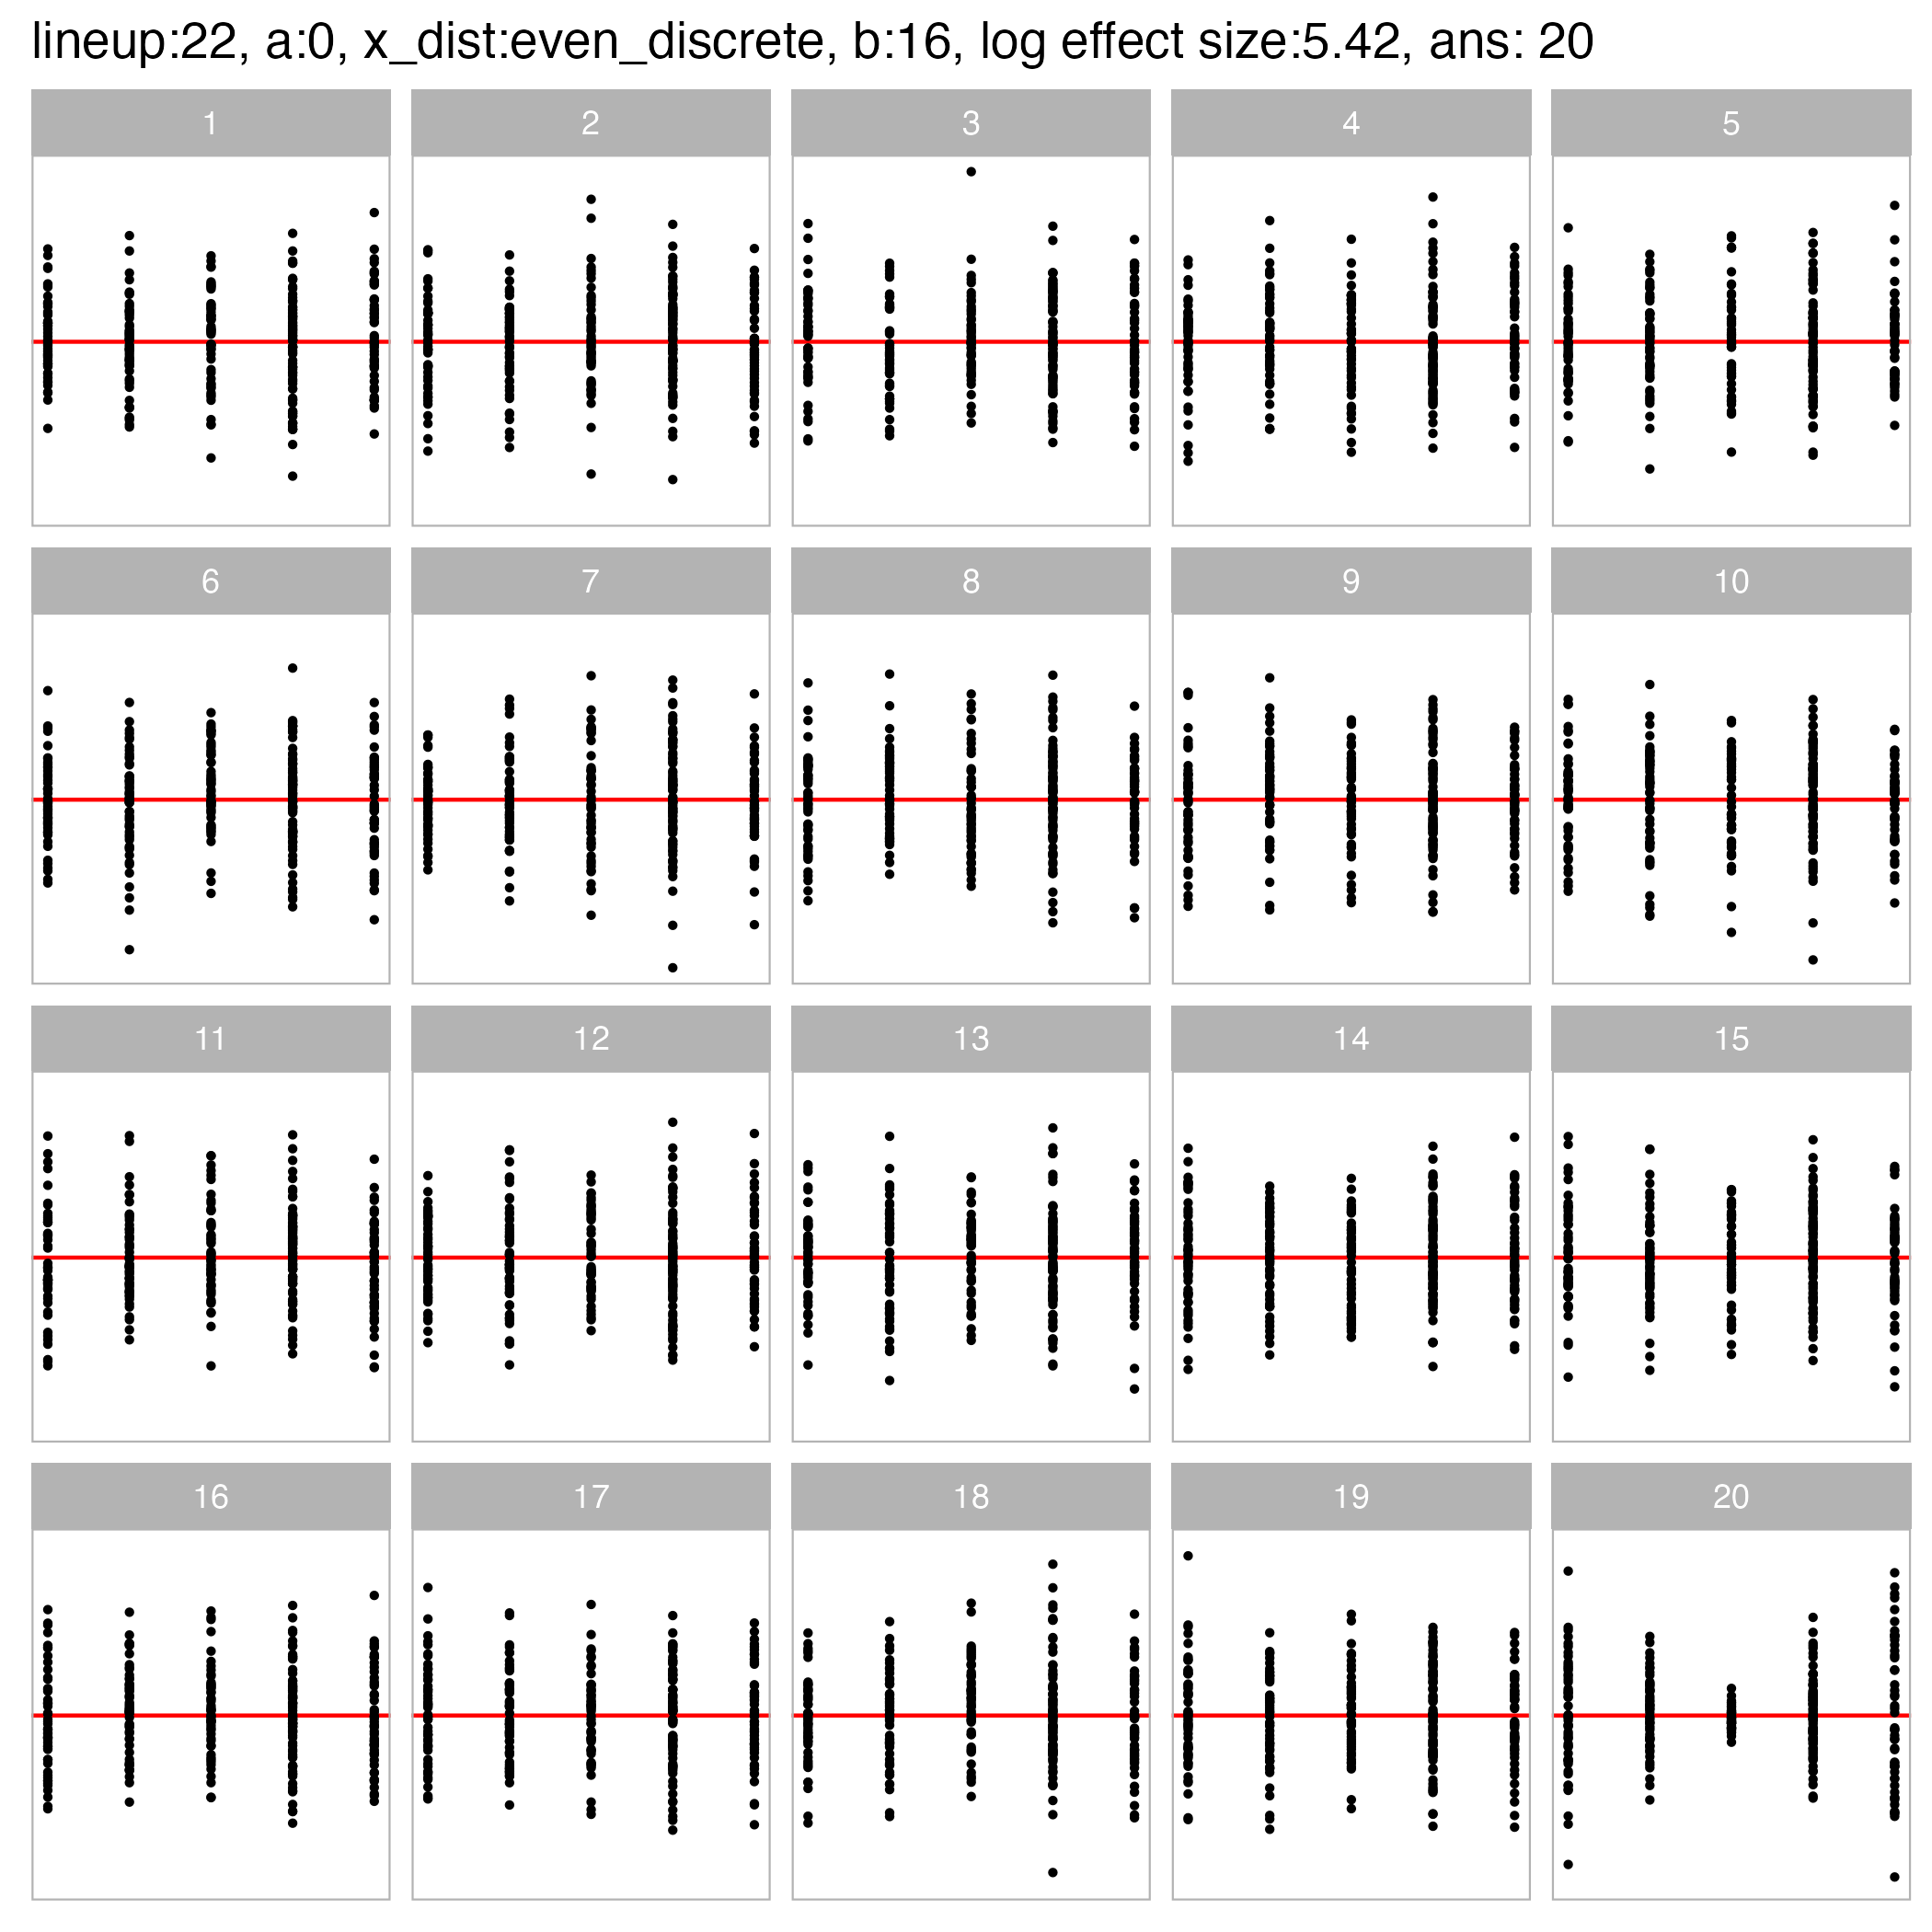 lineup:22, a:0, x_dist:even_discrete, b:16, log effect size:5.42, ans: 20
1 2 3 4 5
6 7 8 9 10
11 12 13 14 15
16 17 18 19 20